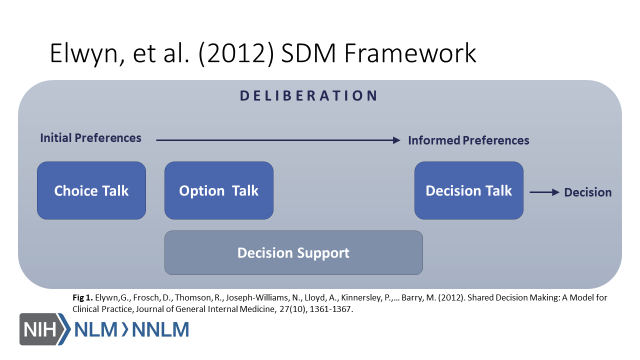 Elwyn, et al. (2012) SDM Framework
DELIBERATION
Initial Preferences
Informed Preferences
Choice Talk
Option Talk
Decision Talk
Decision
Decision Support
Fig 1. Elywn,G., Frosch, D., Thomson, R., Joseph-Williams, N., Lloyd, A., Kinnersley, P.,… Barry, M. (2012). Shared Decision Making: A Model for
Clinical Practice, Journal of General Internal Medicine, 27(10), 1361-1367.
NIH NLM NNLM